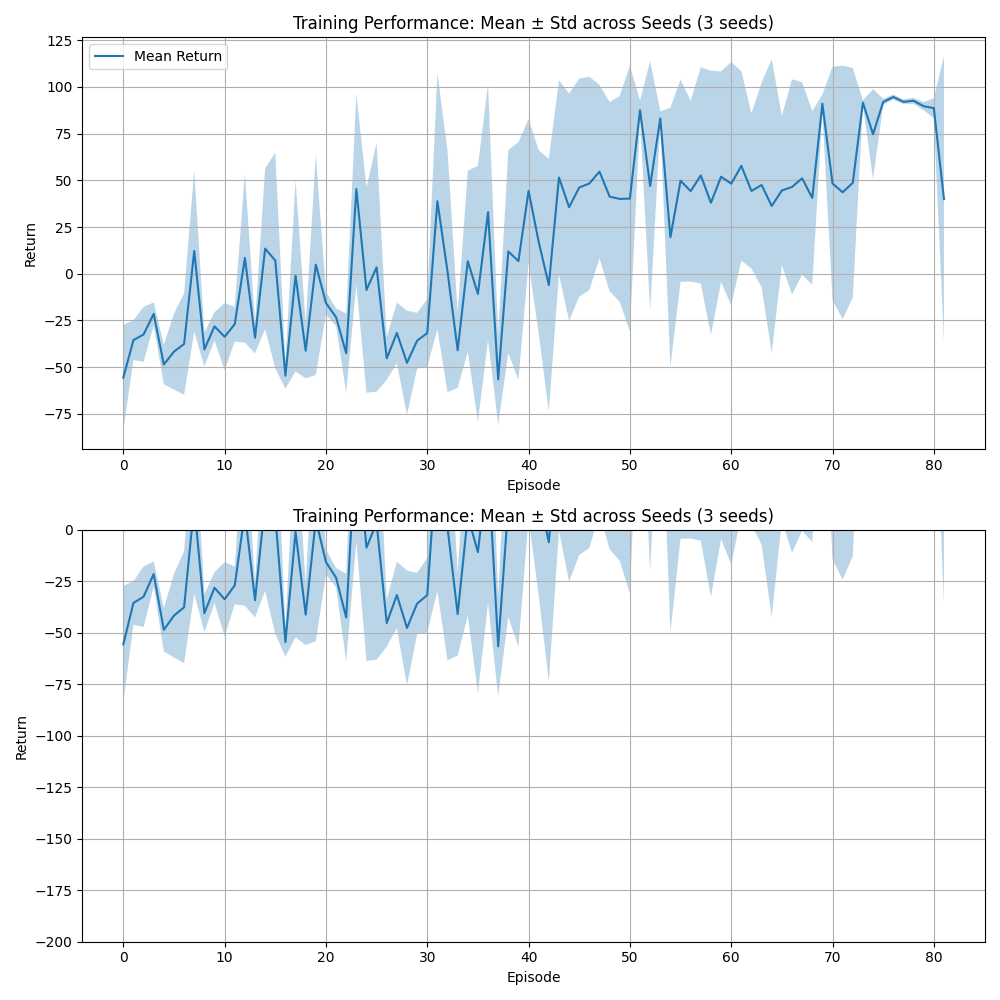 Training Performance: Mean ± Std across Seeds (3 seeds)
125
100
75
50
25
0
−25
−50
−75
Return
Mean Return
0 10 20 30 40 50 60 70 80
Episode
Training Performance: Mean ± Std across Seeds (3 seeds)
0
−25
−50
−75
−100
−125
−150
−175
−200
Return
0 10 20 30 40 50 60 70 80
Episode